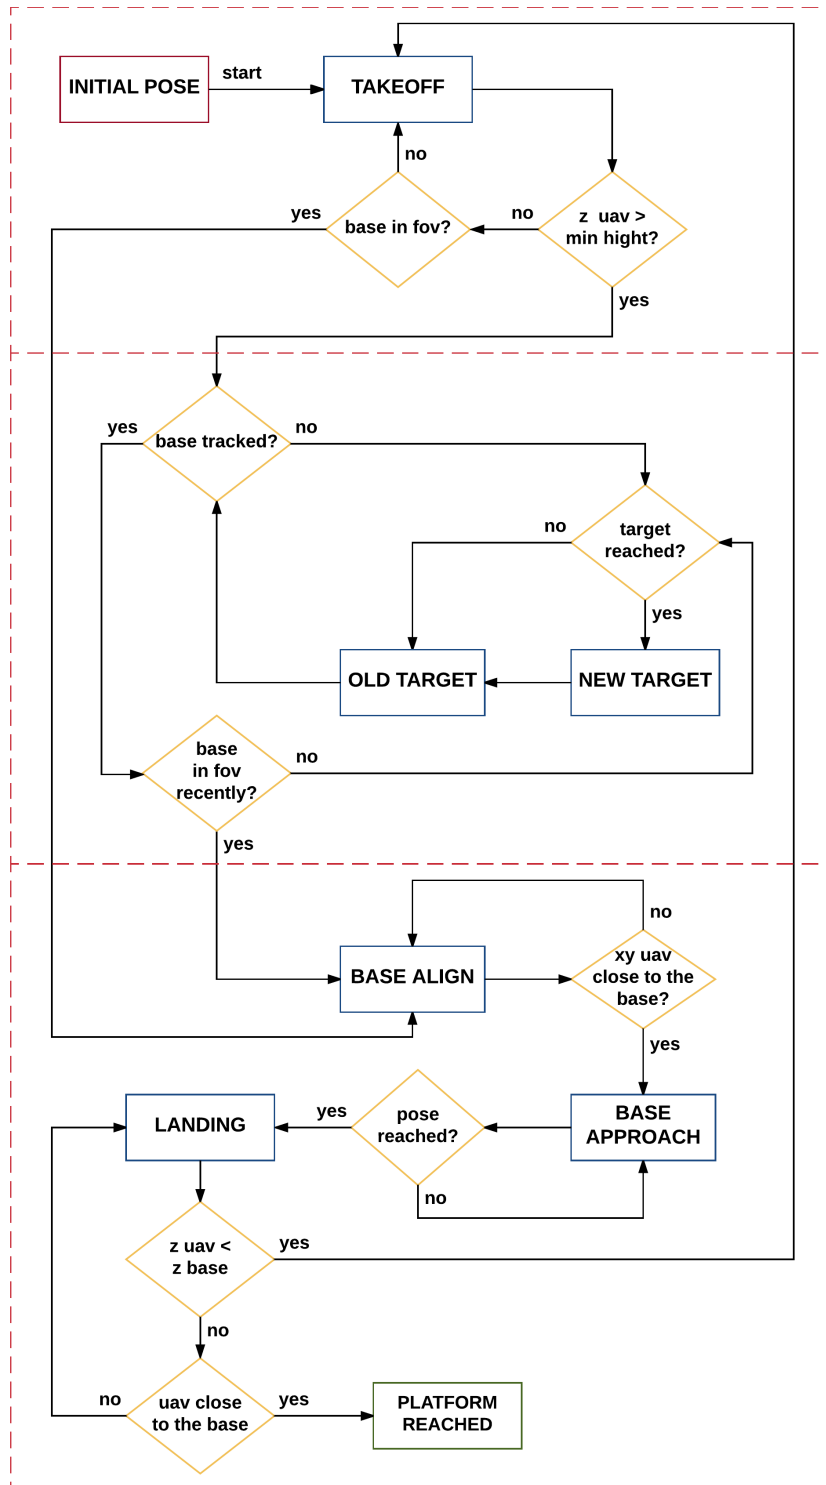 INITIAL POSE
start
TAKEOFF
no
yes
base in fov?
no
z uav >
min hight?
yes
yes
base tracked?
no
no
target
reached?
yes
OLD TARGET
NEW TARGET
base
in fov
recently?
no
yes
no
BASE ALIGN
xy uav
close to the
base?
yes
LANDING
yes
pose
reached?
BASE
APPROACH
no
z uav <
z base
yes
no
no
uav close
to the base
yes
PLATFORM
REACHED